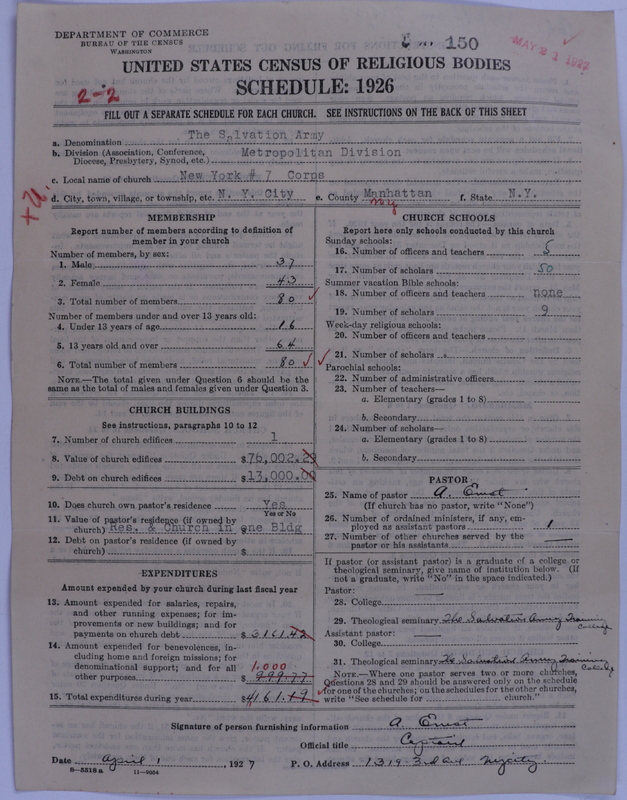 DEPARTMENT OF COMMERCE
BUREAU OF THE CENSUS
WASHINGTON
150
MAY 21 1927
UNITED STATES CENSUS OF RELIGIOUS BODIES
SCHEDULE: 1926
2-2
FILL OUT A SEPARATE SCHEDULE FOR EACH CHURCH. SEE INSTRUCTIONS ON THE BACK OF THIS SHEET
a. Denomination The Salvation Army
b. Division (Association, Conference, Diocese, Presbytery, Synod, etc.) Metropolitan Division
c. Local name of church New York # 7 Corps
d. City, town, village, or township, etc. N. Y. City e. County Manhattan f. State N.Y.
NY
MEMBERSHIP
Report number of members according to definition of
member in your church
Number of members, by sex:
1. Male 37
2. Female 43
3. Total number of members 80
Number of members under and over 13 years old:
4. Under 13 years of age 16
5. 13 years old and over 64
6. Total number of members 80
NOTE.—The total given under Question 6 should be the
same as the total of males and females given under Question 3.
CHURCH BUILDINGS
See instructions, paragraphs 10 to 12
7. Number of church edifices 1
8. Value of church edifices $76,002.29
9. Debt on church edifices $13,000.00
10. Does church own pastor's residence Yes
Yes or No
11. Value of pastor's residence (if owned by
church) Res. & Church in one Bldg
12. Debt on pastor's residence (if owned by
church) $
EXPENDITURES
Amount expended by your church during last fiscal year
13. Amount expended for salaries, repairs,
and other running expenses; for im-
provements or new buildings; and for
payments on church debt $3161.42
14. Amount expended for benevolences, in-
cluding home and foreign missions; for
denominational support; and for all
other purposes $999.77
1.000
15. Total expenditures during year $4161.19
CHURCH SCHOOLS
Report here only schools conducted by this church
Sunday schools:
16. Number of officers and teachers 5
17. Number of scholars 50
Summer vacation Bible schools:
18. Number of officers and teachers none
19. Number of scholars 9
Week-day religious schools:
20. Number of officers and teachers
21. Number of scholars
Parochial schools:
22. Number of administrative officers
23. Number of teachers—
a. Elementary (grades 1 to 8)
b. Secondary
24. Number of scholars—
a. Elementary (grades 1 to 8)
b. Secondary
PASTOR
25. Name of pastor A. Ernst
(If church has no pastor, write "None")
26. Number of ordained ministers, if any, em-
ployed as assistant pastors 1
27. Number of other churches served by the
pastor or his assistants —
If pastor (or assistant pastor) is a graduate of a college or
theological seminary, give name of institution below. (If
not a graduate, write "No" in the space indicated.)
Pastor:
28. College
29. Theological seminary The Salvation Army Training College
Assistant pastor:
30. College
31. Theological seminary The Salvation Army Training College
NOTE.—Where one pastor serves two or more churches,
Questions 28 and 29 should be answered only on the schedule
for one of the churches; on the schedules for the other churches,
write "See schedule for church."
Signature of person furnishing information A. Ernst
Official title Captain
Date April 1, 1927 P. O. Address 1319-3rd Ave NYCity
8-5518a 11-9054